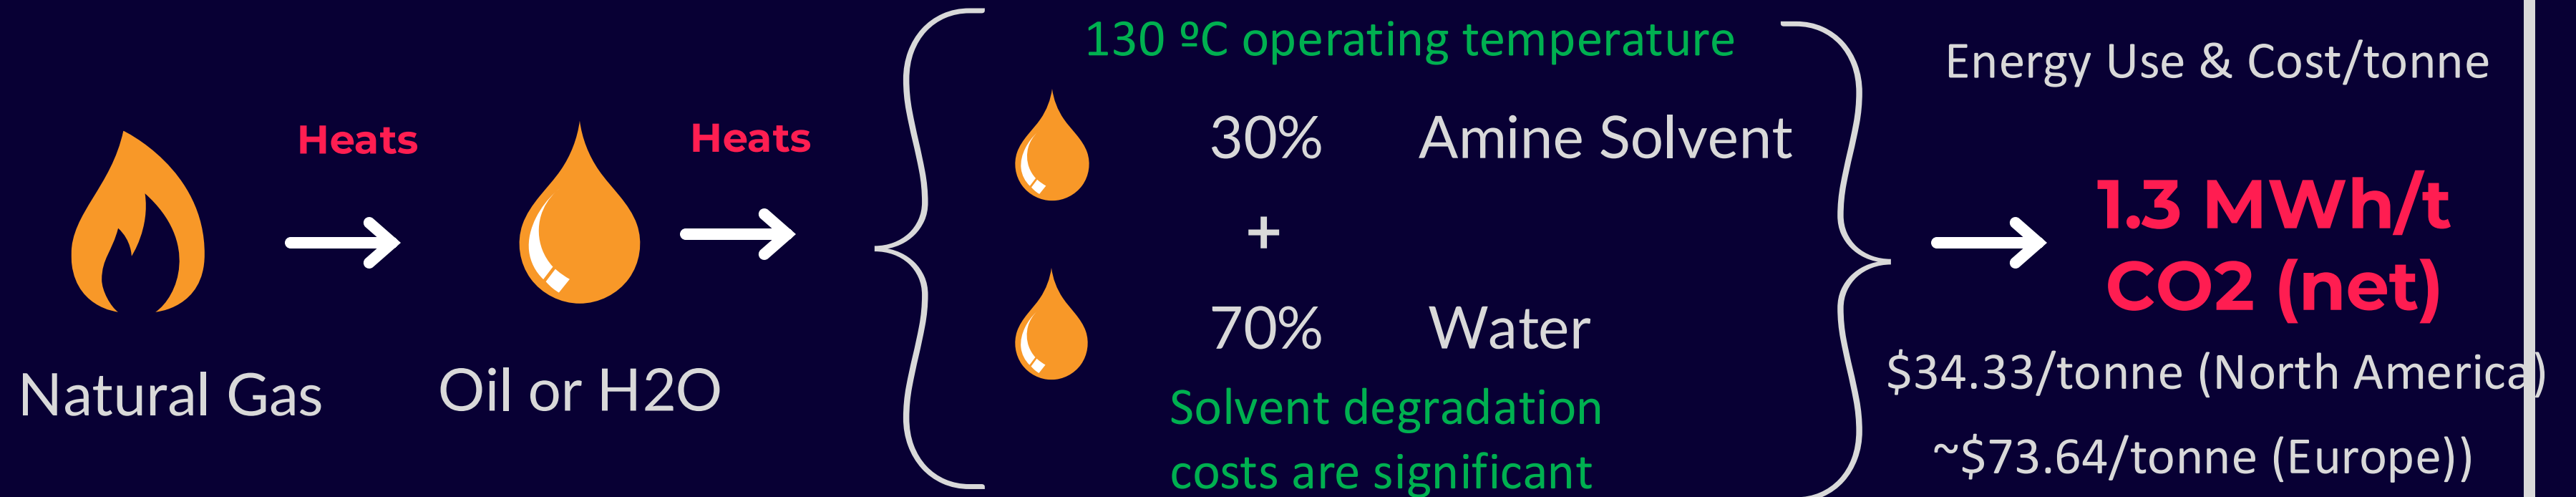 Heats
Natural Gas
Heats
Oil or H2O
130 ºC operating temperature
30% Amine Solvent
+
70% Water
Solvent degradation
costs are significant
Energy Use & Cost/tonne
1.3 MWh/t
CO2 (net)
$34.33/tonne (North America)
~$73.64/tonne (Europe))